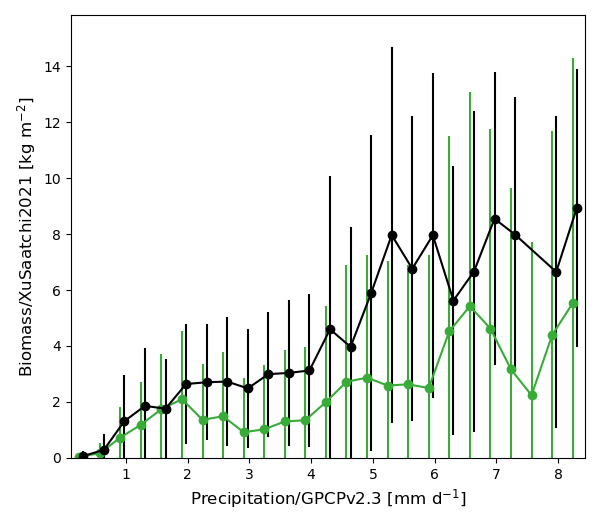 14
12
10
8
6
4
2
0
Biomass/XuSaatchi2021 [kg m⁻²]
1 2 3 4 5 6 7 8
Precipitation/GPCPv2.3 [mm d⁻¹]